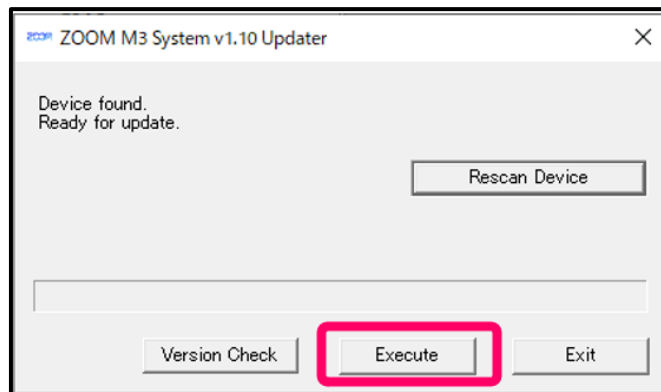 ZOOM M3 System v1.10 Updater
Device found.
Ready for update.
Rescan Device
Version Check
Execute
Exit